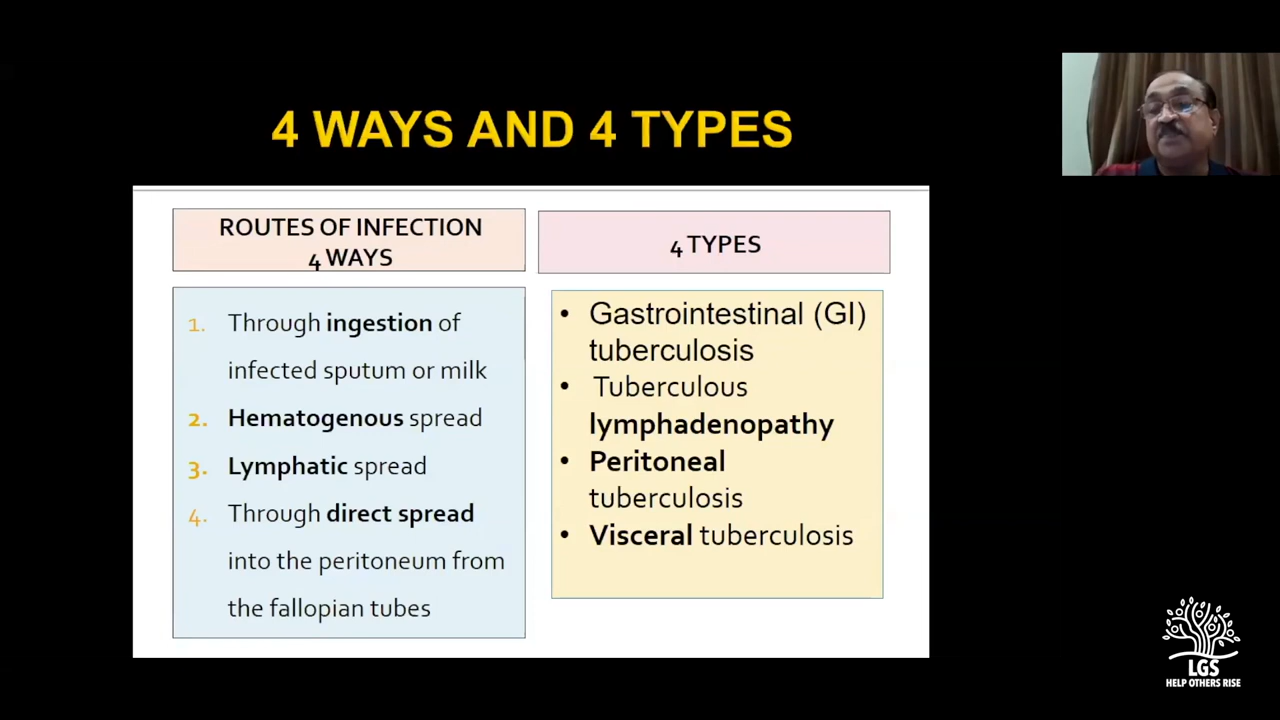 4 WAYS AND 4 TYPES
ROUTES OF INFECTION
4 WAYS
1. Through ingestion of
infected sputum or milk
2. Hematogenous spread
3. Lymphatic spread
4. Through direct spread
into the peritoneum from
the fallopian tubes
4 TYPES
• Gastrointestinal (GI)
tuberculosis
• Tuberculous
lymphadenopathy
• Peritoneal
tuberculosis
• Visceral tuberculosis
LGS
HELP OTHERS RISE